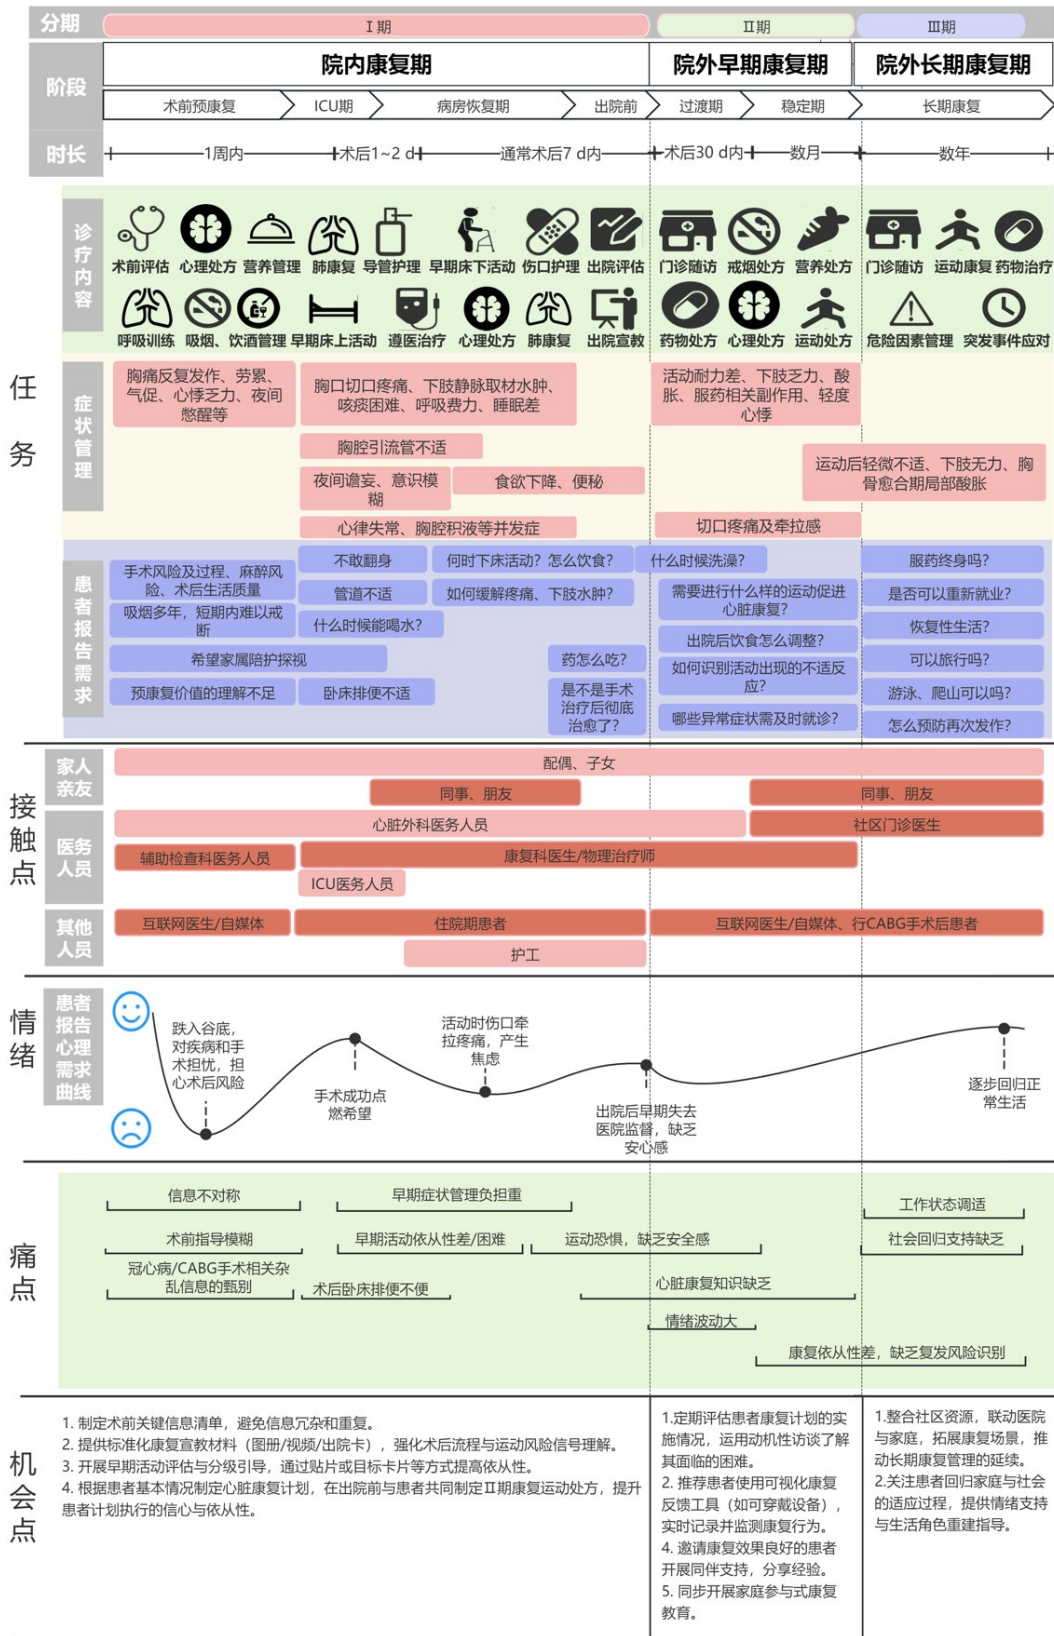 分期
Ⅰ期
Ⅱ期
Ⅲ期
阶段
院内康复期
院外早期康复期
院外长期康复期
术前预康复
ICU期
病房恢复期
出院前
过渡期
稳定期
长期康复
时长
1周内
术后1~2 d
通常术后7 d内
术后30 d内
数月
数年
任务
诊疗内容
术前评估
心理处方
营养管理
肺康复
导管护理
早期床下活动
伤口护理
出院评估
门诊随访
戒烟处方
营养处方
门诊随访
运动康复
药物治疗
呼吸训练
吸烟、饮酒管理
早期床上活动
遵医治疗
心理处方
肺康复
出院宣教
药物处方
心理处方
运动处方
危险因素管理
突发事件应对
症状管理
胸痛反复发作、劳累、
气促、心悸乏力、夜间
憋醒等
胸口切口疼痛、下肢静脉取材水肿、
咳痰困难、呼吸费力、睡眠差
活动耐力差、下肢乏力、酸
胀、服药相关副作用、轻度
心悸
胸腔引流管不适
夜间谵妄、意识模
糊
食欲下降、便秘
运动后轻微不适、下肢无力、胸
骨愈合期局部酸胀
心律失常、胸腔积液等并发症
切口疼痛及牵拉感
患者报告需求
手术风险及过程、麻醉风
险、术后生活质量
吸烟多年，短期内难以戒
断
希望家属陪护探视
预康复价值的理解不足
不敢翻身
管道不适
什么时候能喝水？
卧床排便不适
何时下床活动？怎么饮食？
如何缓解疼痛、下肢水肿？
药怎么吃？
是不是手术
治疗后彻底
治愈了？
什么时候洗澡？
需要进行什么样的运动促进
心脏康复？
出院后饮食怎么调整？
如何识别活动出现的不适反
应？
哪些异常症状需及时就诊？
服药终身吗？
是否可以重新就业？
恢复性生活？
可以旅行吗？
游泳、爬山可以吗？
怎么预防再次发作？
接触点
家人
亲友
配偶、子女
同事、朋友
同事、朋友
医务
人员
心脏外科医务人员
社区门诊医生
辅助检查科医务人员
康复科医生/物理治疗师
ICU医务人员
其他
人员
互联网医生/自媒体
住院期患者
互联网医生/自媒体、行CABG手术后患者
护工
情绪
患者
报告
心理
需求
曲线
跌入谷底，
对疾病和手
术担忧，担
心术后风险
手术成功点
燃希望
活动时伤口牵
拉疼痛，产生
焦虑
出院后早期失去
医院监督，缺乏
安心感
逐步回归正
常生活
痛点
信息不对称
早期症状管理负担重
工作状态调适
术前指导模糊
早期活动依从性差/困难
运动恐惧，缺乏安全感
社会回归支持缺乏
冠心病/CABG手术相关杂
乱信息的甄别
术后卧床排便不便
心脏康复知识缺乏
情绪波动大
康复依从性差，缺乏复发风险识别
机会点
1. 制定术前关键信息清单，避免信息冗杂和重复。
2. 提供标准化康复宣教材料（图册/视频/出院卡），强化术后流程与运动风险信号理解。
3. 开展早期活动评估与分级引导，通过贴片或目标卡片等方式提高依从性。
4. 根据患者基本情况制定心脏康复计划，在出院前与患者共同制定Ⅱ期康复运动处方，提升
患者计划执行的信心与依从性。
1.定期评估患者康复计划的实
施情况，运用动机性访谈了解
其面临的困难。
2. 推荐患者使用可视化康复
反馈工具（如可穿戴设备），
实时记录并监测康复行为。
4. 邀请康复效果良好的患者
开展同伴支持，分享经验。
5. 同步开展家庭参与式康复
教育。
1.整合社区资源，联动医院
与家庭，拓展康复场景，推
动长期康复管理的延续。
2.关注患者回归家庭与社会
的适应过程，提供情绪支持
与生活角色重建指导。